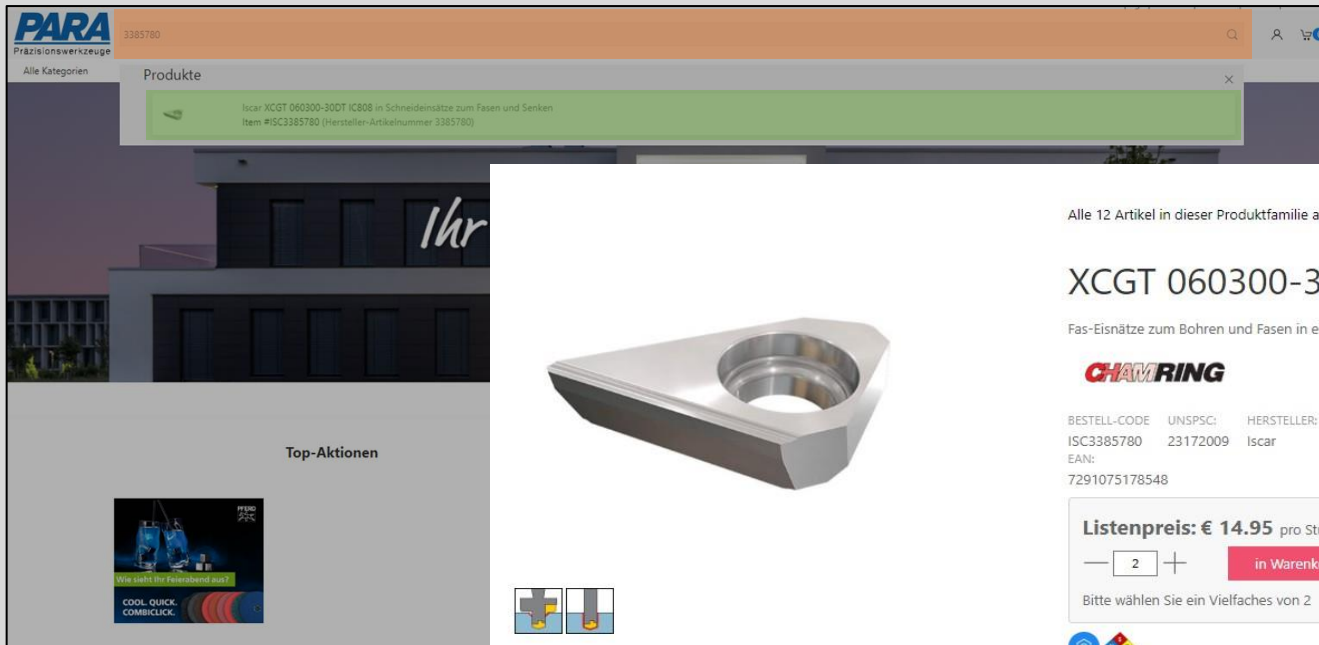 PARA
Präzisionswerkzeuge
3385780
Alle Kategorien
Produkte
Iscar XCGT 060300-30DT IC808 in Schneideinsätze zum Fasen und Senken
Item #ISC3385780 (Hersteller-Artikelnummer 3385780)
Ihr
Top-Aktionen
PFERD
Wie sieht Ihr Feierabend aus?
COOL. QUICK.
COMBICLICK.
Alle 12 Artikel in dieser Produktfamilie a
XCGT 060300-3
Fas-Eisnätze zum Bohren und Fasen in e
CHAMRING
BESTELL-CODE UNSPSC: HERSTELLER:
ISC3385780 23172009 Iscar
EAN:
7291075178548
Listenpreis: € 14.95 pro St
2 in Warenk
Bitte wählen Sie ein Vielfaches von 2